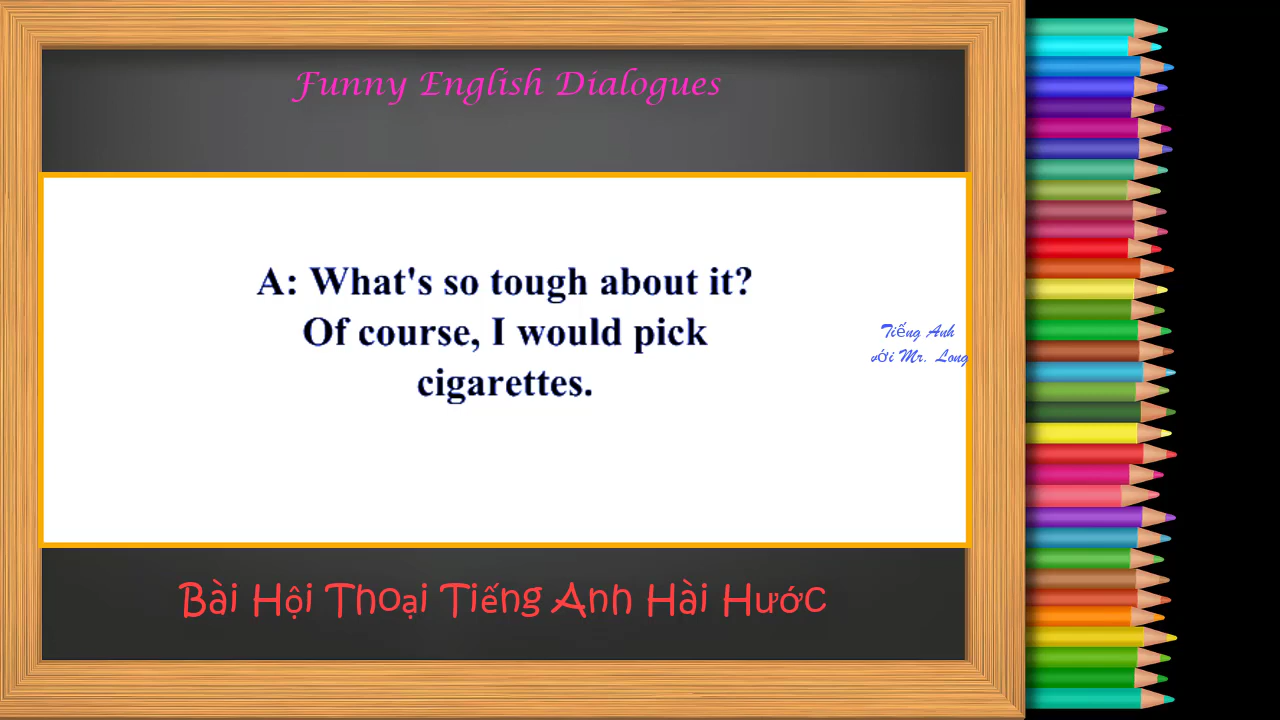 Funny English Dialogues
A: What's so tough about it?
Of course, I would pick
cigarettes.
Tiếng Anh
với Mr. Long
Bài Hội Thoại Tiếng Anh Hài Hước